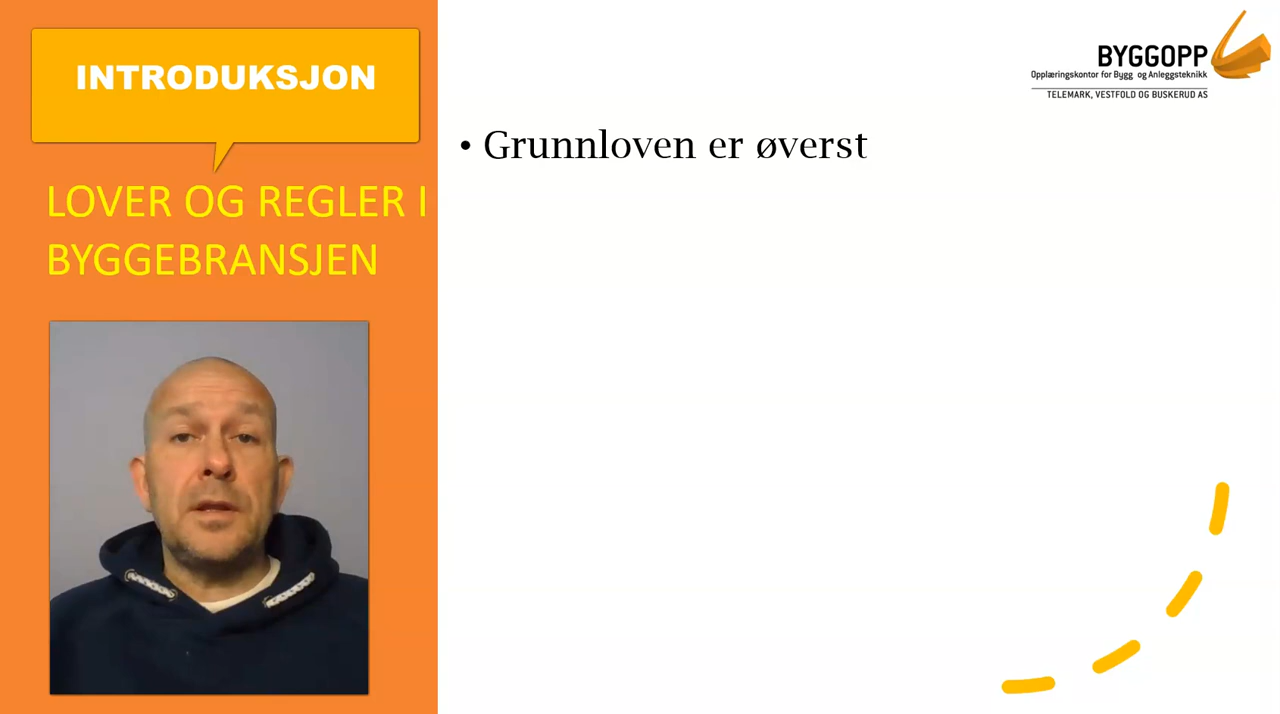 INTRODUKSJON
LOVER OG REGLER I
BYGGEBRANSJEN
BYGGOPP
Opplæringskontor for Bygg og Anleggsteknikk
TELEMARK, VESTFOLD OG BUSKERUD AS
• Grunnloven er øverst